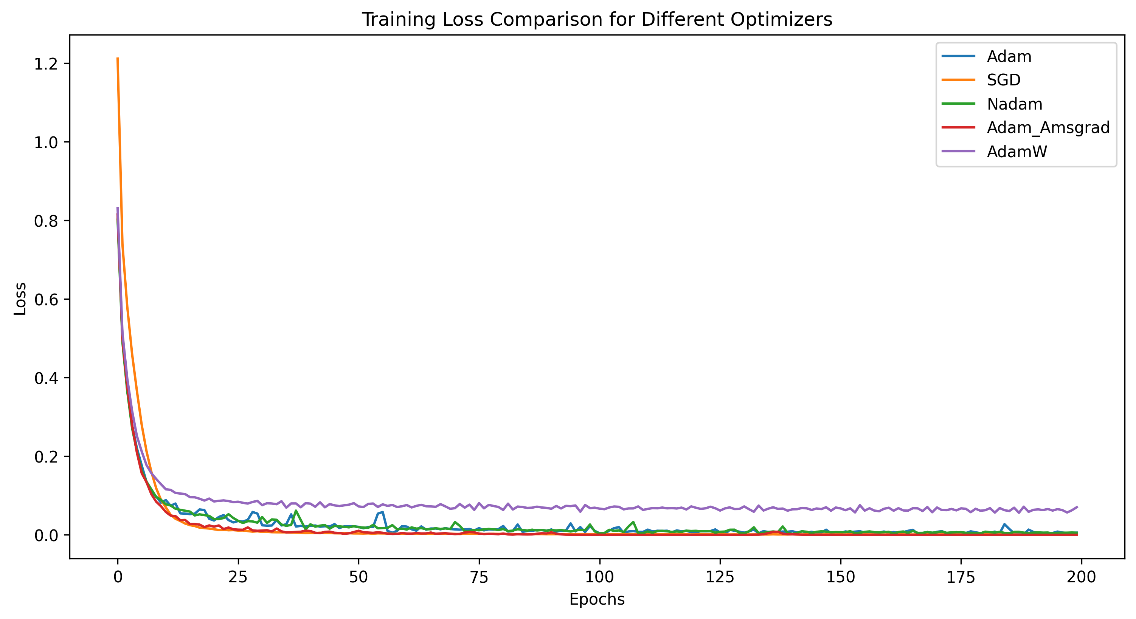 Training Loss Comparison for Different Optimizers
Adam
SGD
Nadam
Adam_Amsgrad
AdamW
Loss
1.2
1.0
0.8
0.6
0.4
0.2
0.0
0 25 50 75 100 125 150 175 200
Epochs